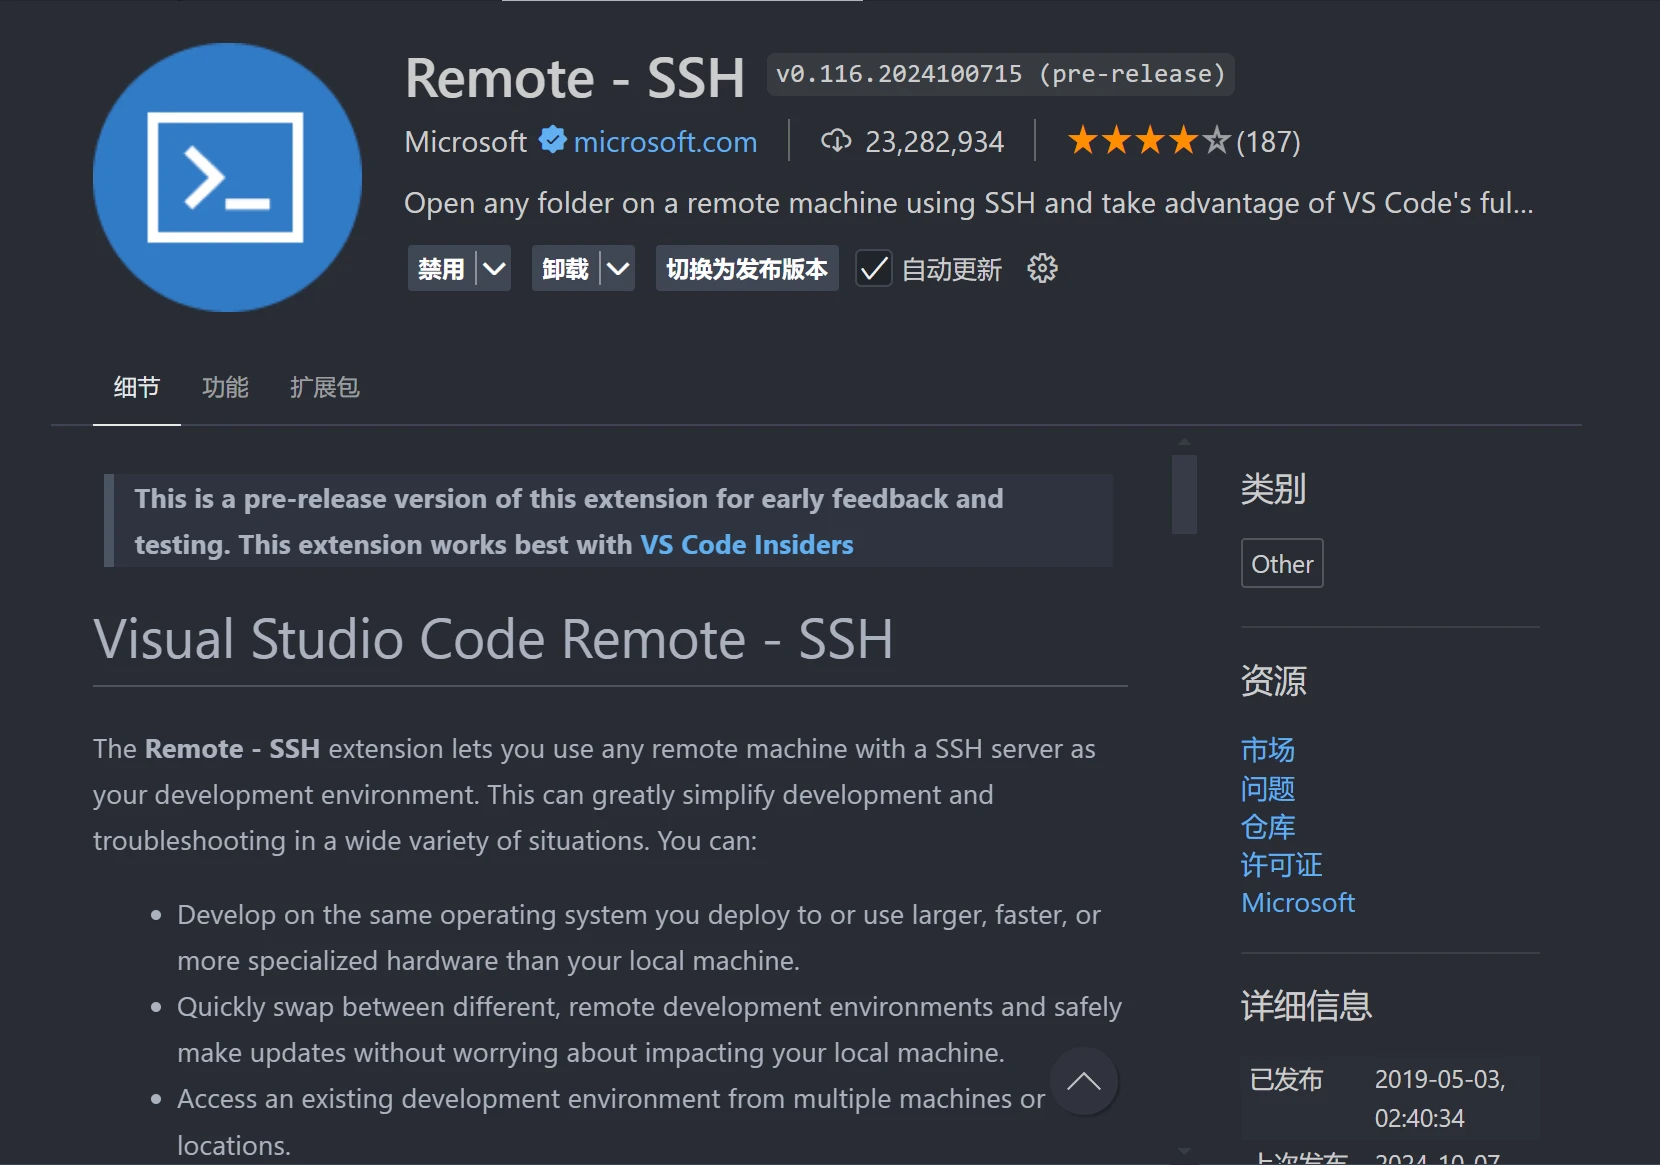 Remote - SSH v0.116.2024100715 (pre-release)
Microsoft microsoft.com 23,282,934 (187)
Open any folder on a remote machine using SSH and take advantage of VS Code's ful...
禁用 卸载 切换为发布版本 自动更新
细节 功能 扩展包
This is a pre-release version of this extension for early feedback and
testing. This extension works best with VS Code Insiders
Visual Studio Code Remote - SSH
The Remote - SSH extension lets you use any remote machine with a SSH server as
your development environment. This can greatly simplify development and
troubleshooting in a wide variety of situations. You can:
Develop on the same operating system you deploy to or use larger, faster, or
more specialized hardware than your local machine.
Quickly swap between different, remote development environments and safely
make updates without worrying about impacting your local machine.
Access an existing development environment from multiple machines or
locations.
类别
Other
资源
市场
问题
仓库
许可证
Microsoft
详细信息
已发布 2019-05-03,
02:40:34
上次发布 2024-10-07